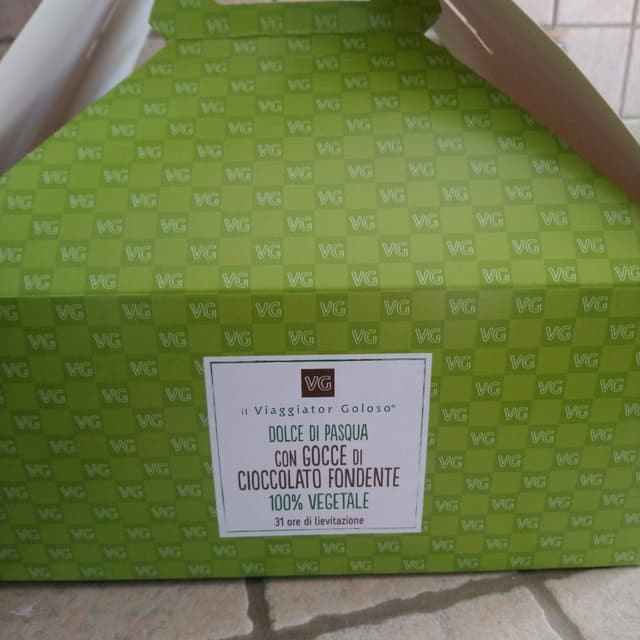 VG
il Viaggiator Goloso®
DOLCE DI PASQUA
CON GOCCE DI
CIOCCOLATO FONDENTE
100% VEGETALE
31 ore di lievitazione